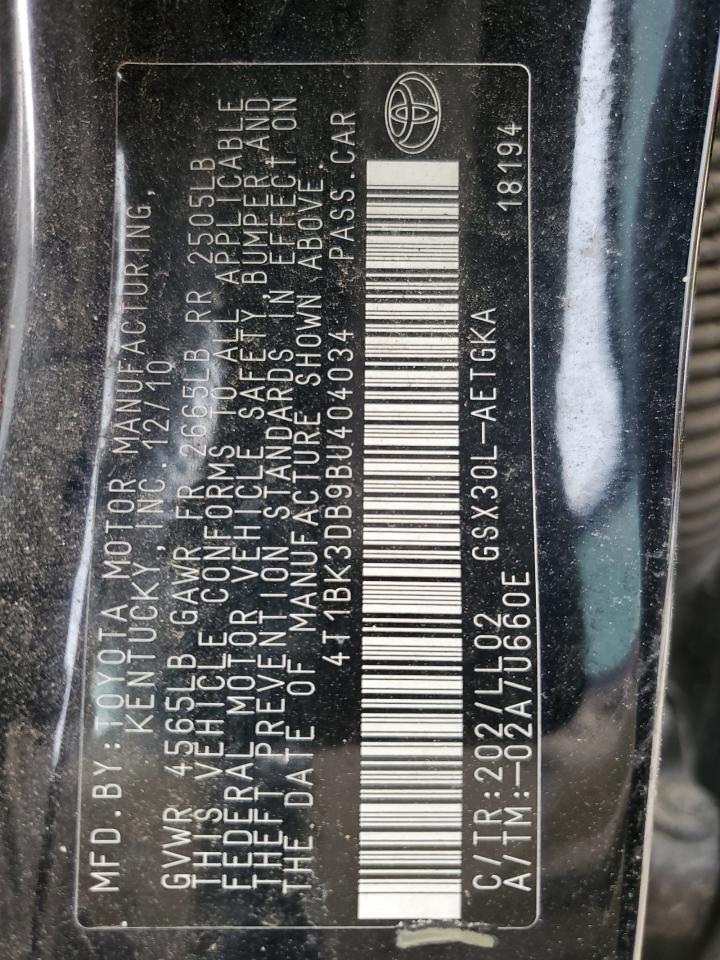 MFD.BY:TOYOTA MOTOR MANUFACTURING,
KENTUCKY,INC. 12/10
GVWR 4565LB GAWR FR 2665LB RR 2505LB
THIS VEHICLE CONFORMS TO ALL APPLICABLE
FEDERAL MOTOR VEHICLE SAFETY,BUMPER,AND
THEFT PREVENTION STANDARDS IN EFFECT ON
THE DATE OF MANUFACTURE SHOWN ABOVE.
4T1BK3DB9BU404034 PASS.CAR
C/TR:202/LL02 GSX30L-AETGKA 18194
A/TM:-02A/U660E